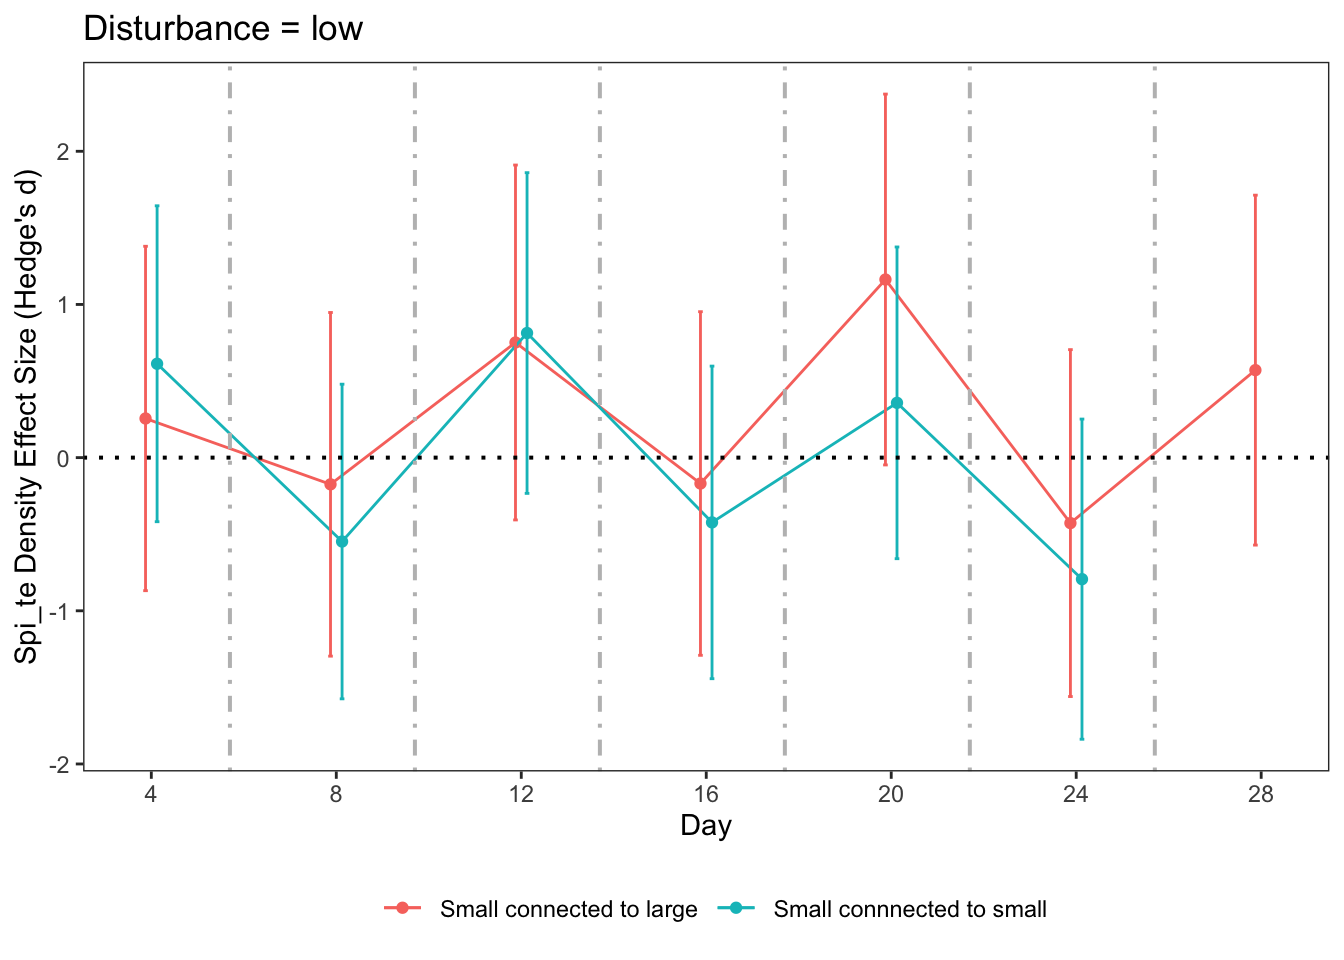 Disturbance = low
Spi_te Density Effect Size (Hedge's d)
2
1
0
-1
-2
4 8 12 16 20 24 28
Day
Small connected to large Small connnected to small